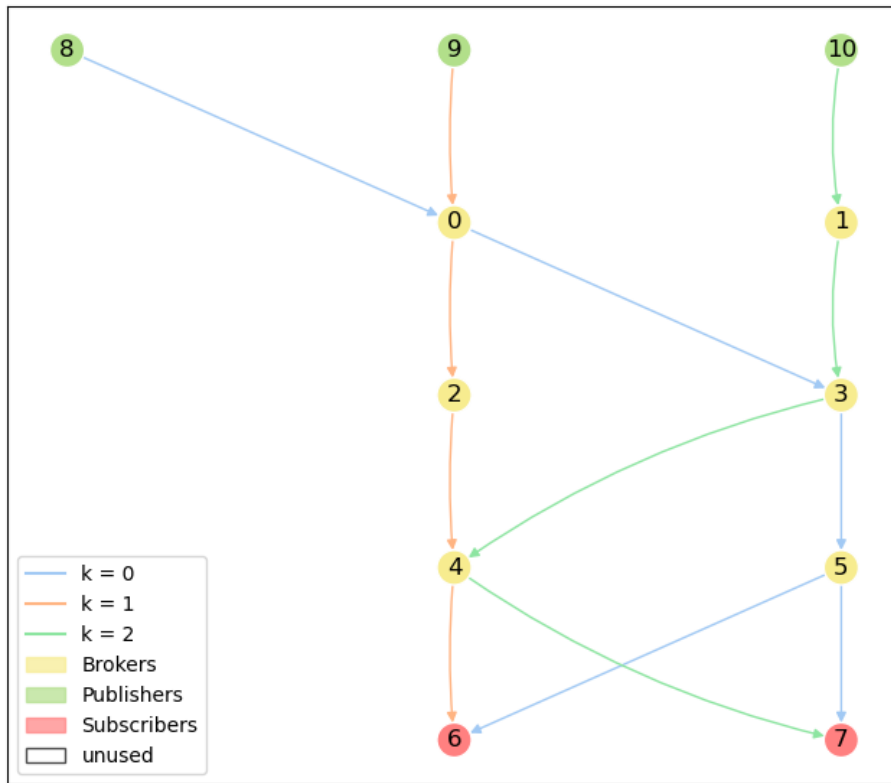 8 9 10
0 1
2 3
4 5
6 7
k = 0
k = 1
k = 2
Brokers
Publishers
Subscribers
unused